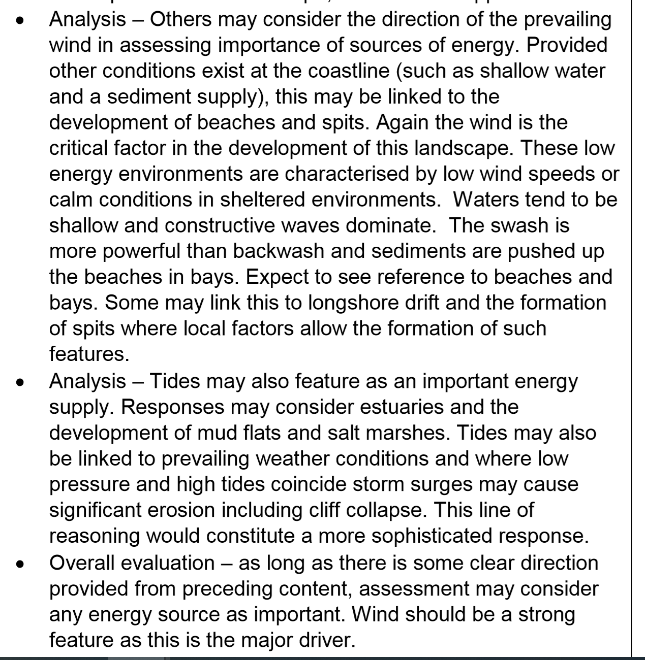 • Analysis – Others may consider the direction of the prevailing
wind in assessing importance of sources of energy. Provided
other conditions exist at the coastline (such as shallow water
and a sediment supply), this may be linked to the
development of beaches and spits. Again the wind is the
critical factor in the development of this landscape. These low
energy environments are characterised by low wind speeds or
calm conditions in sheltered environments.  Waters tend to be
shallow and constructive waves dominate.  The swash is
more powerful than backwash and sediments are pushed up
the beaches in bays. Expect to see reference to beaches and
bays. Some may link this to longshore drift and the formation
of spits where local factors allow the formation of such
features.
• Analysis – Tides may also feature as an important energy
supply. Responses may consider estuaries and the
development of mud flats and salt marshes. Tides may also
be linked to prevailing weather conditions and where low
pressure and high tides coincide storm surges may cause
significant erosion including cliff collapse. This line of
reasoning would constitute a more sophisticated response.
• Overall evaluation – as long as there is some clear direction
provided from preceding content, assessment may consider
any energy source as important. Wind should be a strong
feature as this is the major driver.